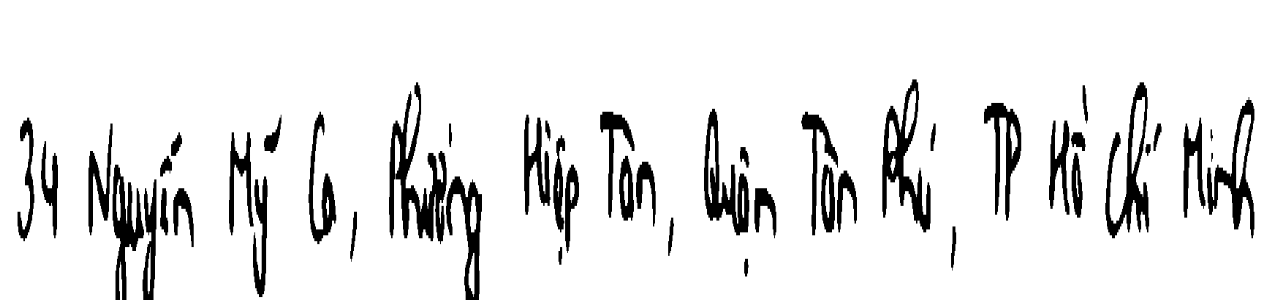 34 Nguyễn Mỹ Ca, Phường Hiệp Tân, Quận Tân Phú, TP Hồ Chí Minh